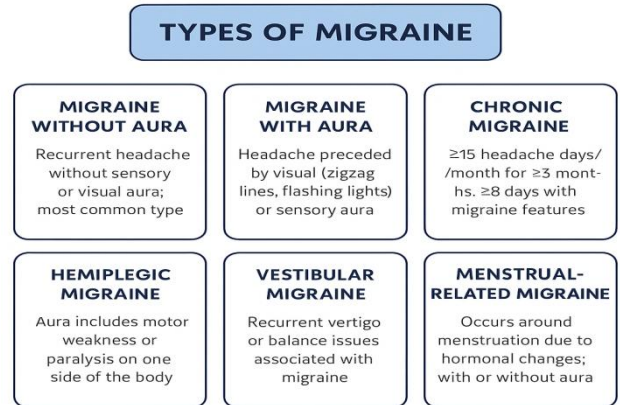 TYPES OF MIGRAINE
MIGRAINE
WITHOUT AURA
Recurrent headache
without sensory
or visual aura;
most common type
MIGRAINE
WITH AURA
Headache preceded
by visual (zigzag
lines, flashing lights)
or sensory aura
CHRONIC
MIGRAINE
≥15 headache days/
/month for ≥3 mont-
hs. ≥8 days with
migraine features
HEMIPLEGIC
MIGRAINE
Aura includes motor
weakness or
paralysis on one
side of the body
VESTIBULAR
MIGRAINE
Recurrent vertigo
or balance issues
associated with
migraine
MENSTRUAL-
RELATED MIGRAINE
Occurs around
menstruation due to
hormonal changes;
with or without aura